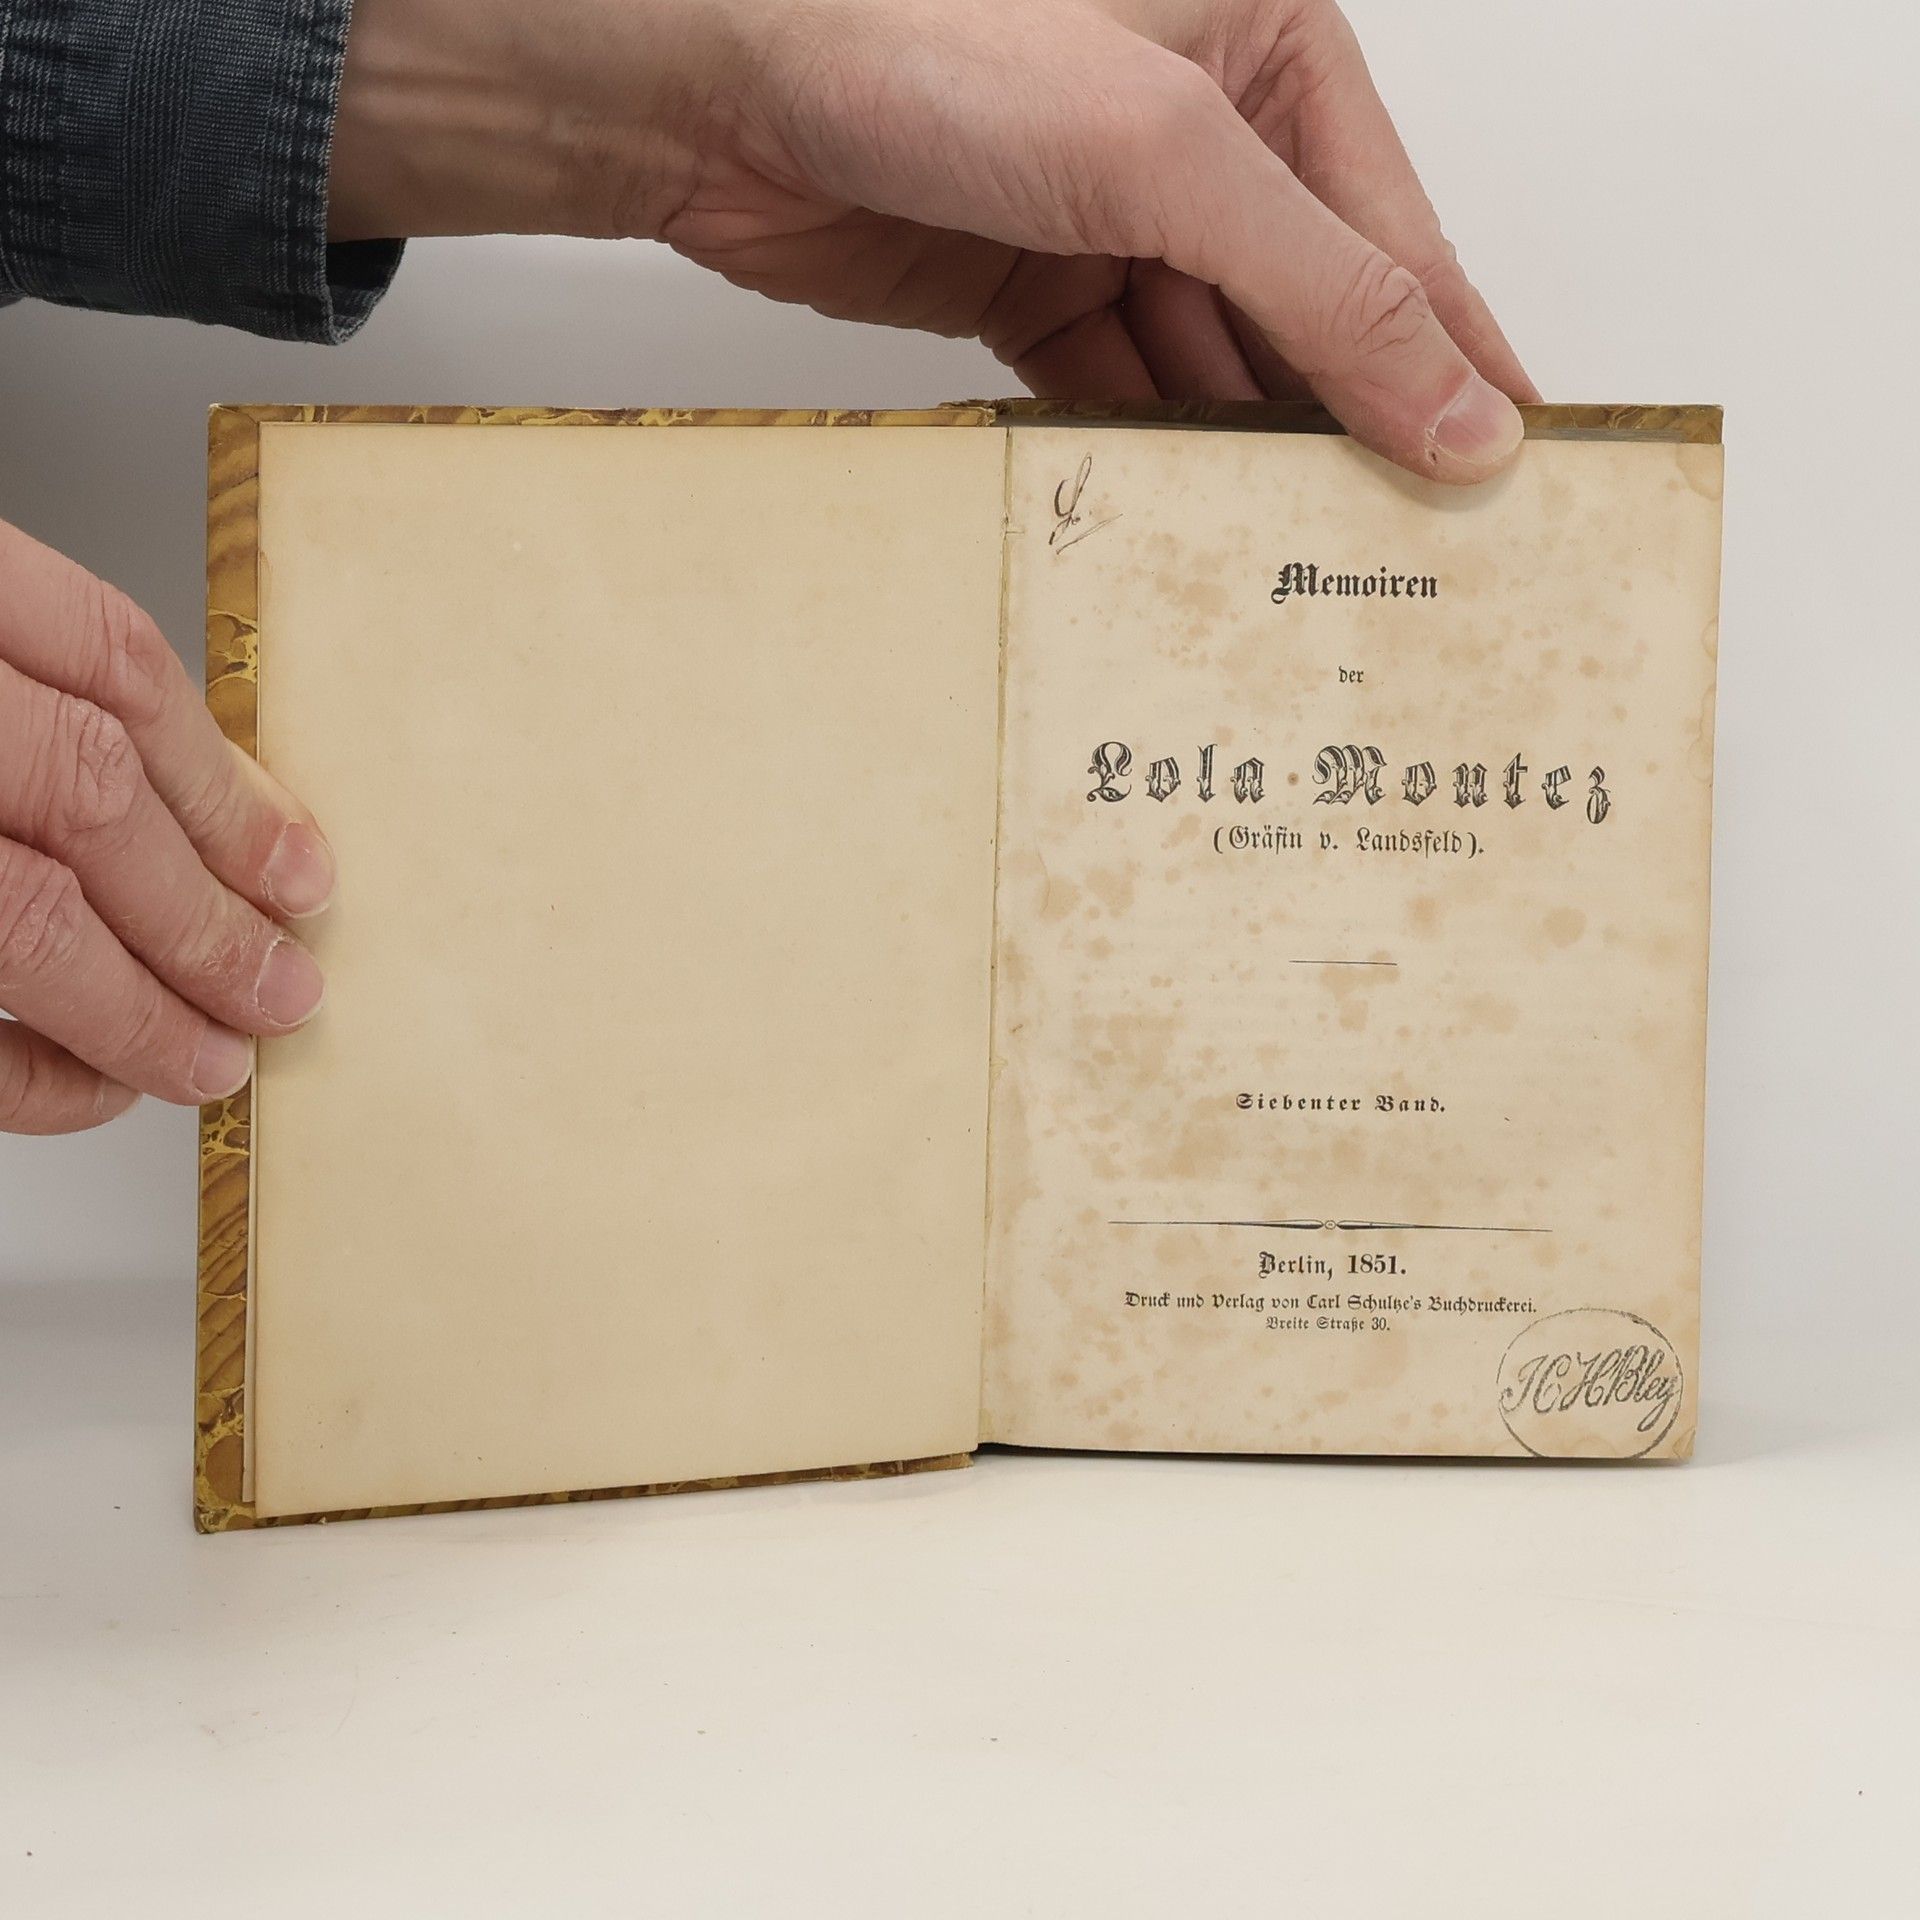 Memoiren
der
Lola Montez
(Gräfin v. Landsfeld).
Siebenter Band.
Berlin, 1851.
Druck und Verlag von Carl Schultze's Buchdruckerei.
Breite Straße 30.
HBley